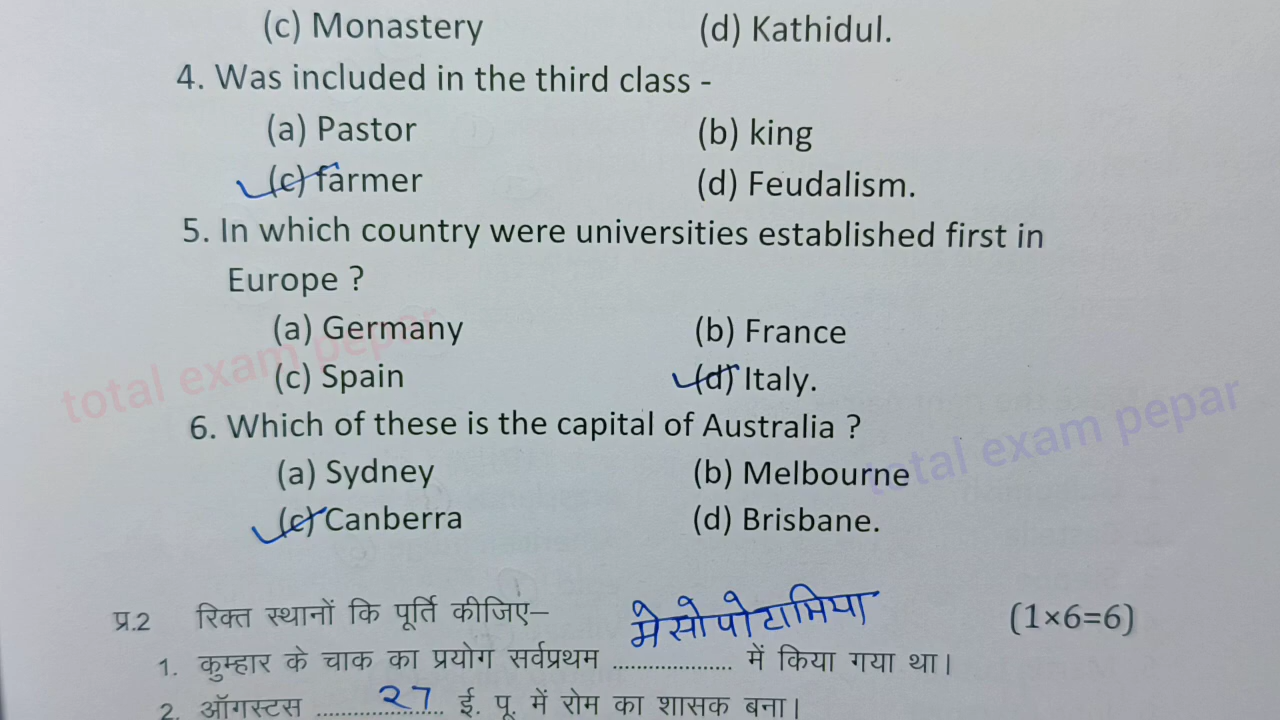 (c) Monastery (d) Kathidul.
4. Was included in the third class -
(a) Pastor (b) king
(c) farmer (d) Feudalism.
5. In which country were universities established first in
Europe ?
(a) Germany (b) France
(c) Spain (d) Italy.
total exam pepar
6. Which of these is the capital of Australia ?
total exam pepar
(a) Sydney (b) Melbourne
(c) Canberra (d) Brisbane.
प्र.2 रिक्त स्थानों कि पूर्ति कीजिए– (1×6=6)
मेसोपोटामिया
1. कुम्हार के चाक का प्रयोग सर्वप्रथम .................... में किया गया था।
2. ऑगस्टस ........27........ ई. पू. में रोम का शासक बना।